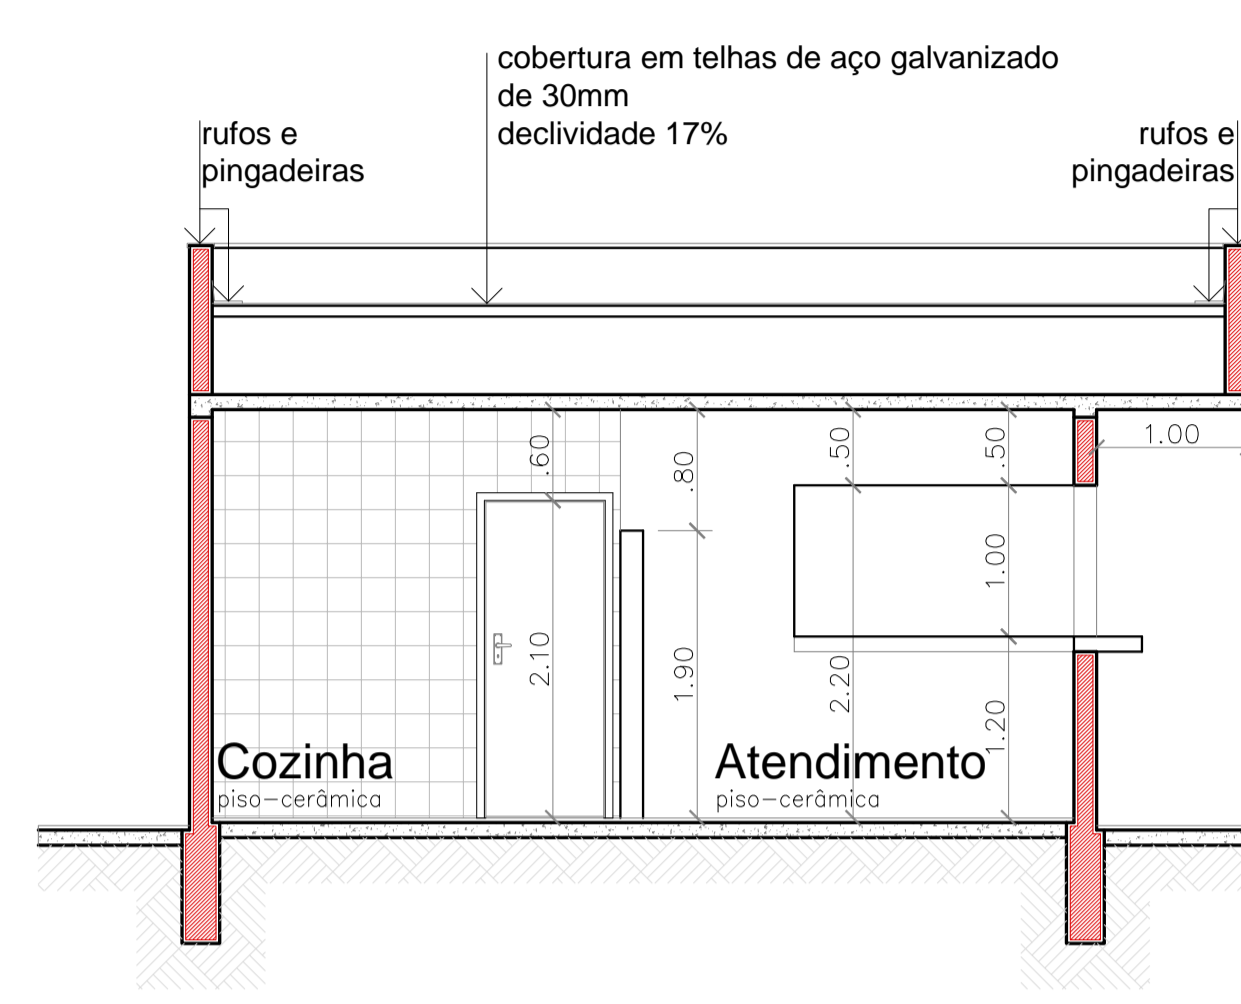 cobertura em telhas de aço galvanizado
de 30mm
declividade 17%
rufos e
pingadeiras
rufos e
pingadeiras
.60
.80
.50
.50
1.00
2.10
1.90
2.20
1.00
1.20
Cozinha
piso-cerâmica
Atendimento
piso-cerâmica